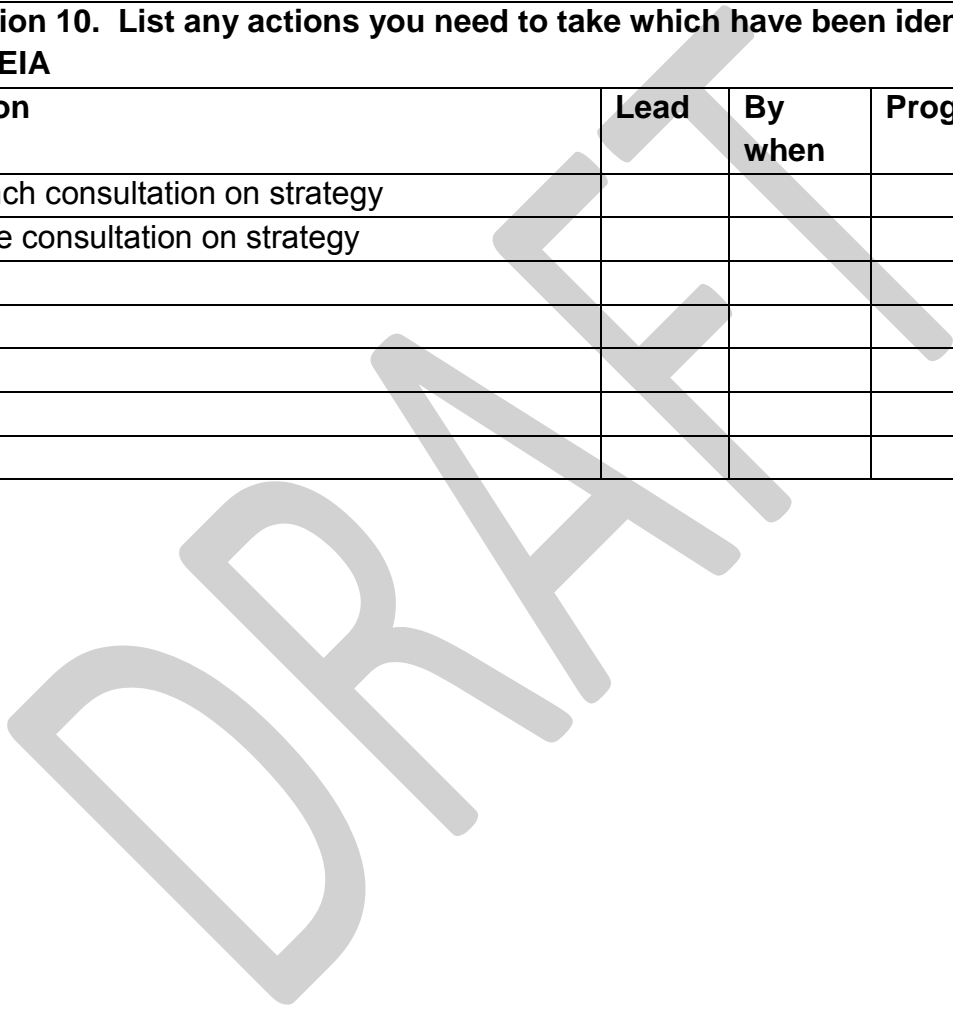 ion 10. List any actions you need to take which have been iden
EIA
on Lead By when Prog
ch consultation on strategy
e consultation on strategy
DRAFT